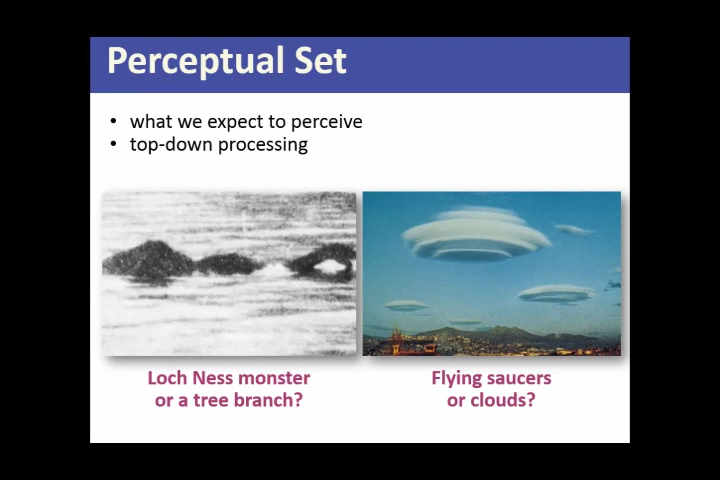 Perceptual Set
• what we expect to perceive
• top-down processing
Loch Ness monster
or a tree branch?
Flying saucers
or clouds?